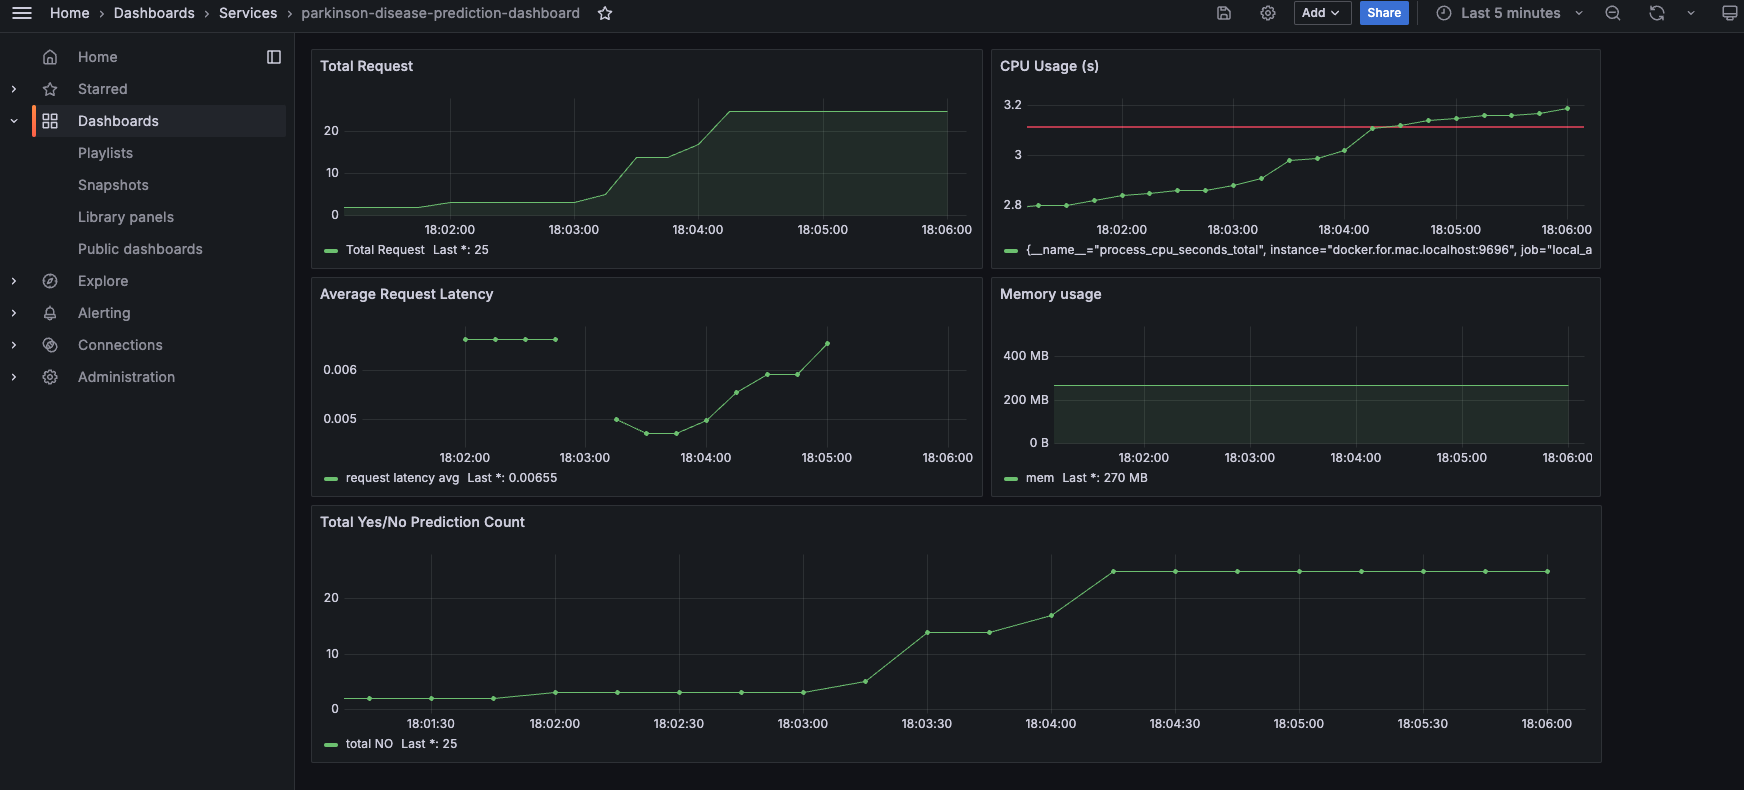 Home › Dashboards › Services › parkinson-disease-prediction-dashboard
Add
Share
Last 5 minutes
Home
Starred
Dashboards
Playlists
Snapshots
Library panels
Public dashboards
Explore
Alerting
Connections
Administration
Total Request
20
10
0
18:02:00 18:03:00 18:04:00 18:05:00 18:06:00
Total Request Last *: 25
CPU Usage (s)
3.2
3
2.8
18:02:00 18:03:00 18:04:00 18:05:00 18:06:00
{__name__="process_cpu_seconds_total", instance="docker.for.mac.localhost:9696", job="local_a
Average Request Latency
0.006
0.005
18:02:00 18:03:00 18:04:00 18:05:00 18:06:00
request latency avg Last *: 0.00655
Memory usage
400 MB
200 MB
0 B
18:02:00 18:03:00 18:04:00 18:05:00 18:06:00
mem Last *: 270 MB
Total Yes/No Prediction Count
20
10
0
18:01:30 18:02:00 18:02:30 18:03:00 18:03:30 18:04:00 18:04:30 18:05:00 18:05:30 18:06:00
total NO Last *: 25